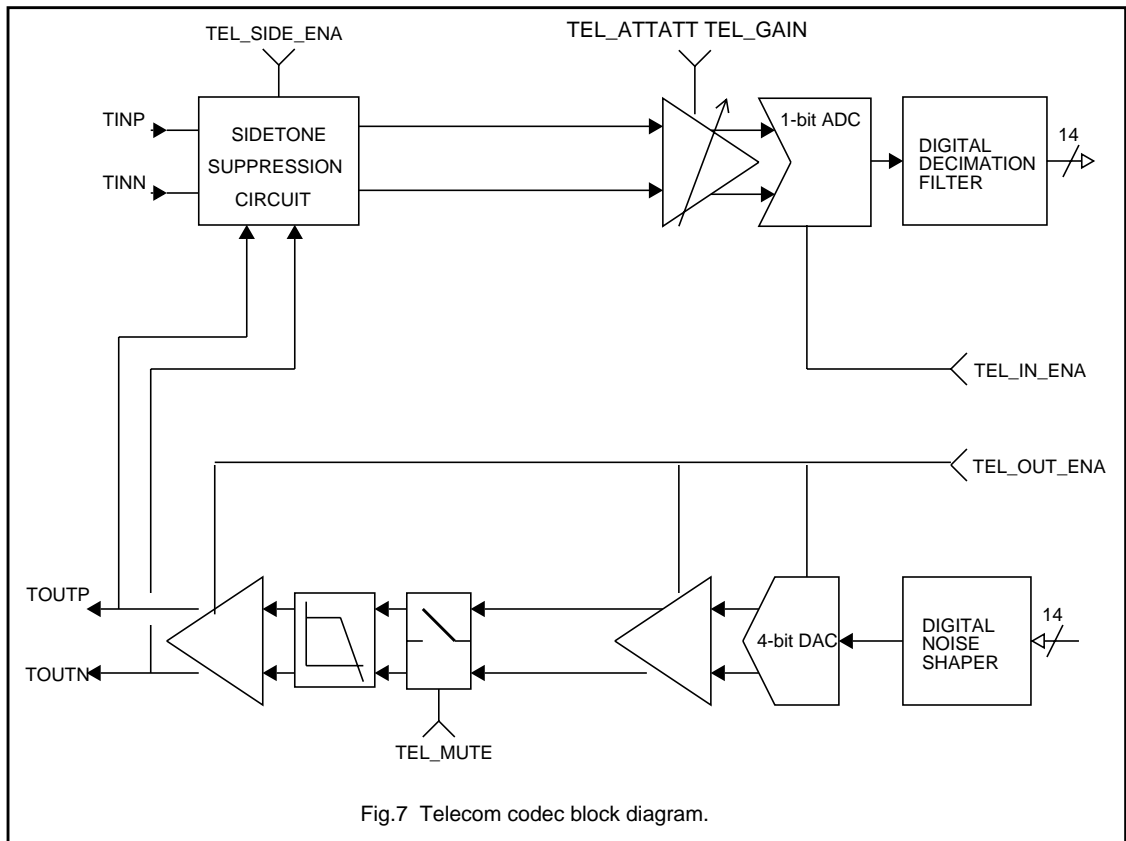 TEL_SIDE_ENA
TEL_ATTATT TEL_GAIN
TINP
TINN
SIDETONE
SUPPRESSION
CIRCUIT
1-bit ADC
DIGITAL
DECIMATION
FILTER
14
TEL_IN_ENA
TEL_OUT_ENA
TOUTP
TOUTN
4-bit DAC
DIGITAL
NOISE
SHAPER
14
TEL_MUTE
Fig.7 Telecom codec block diagram.